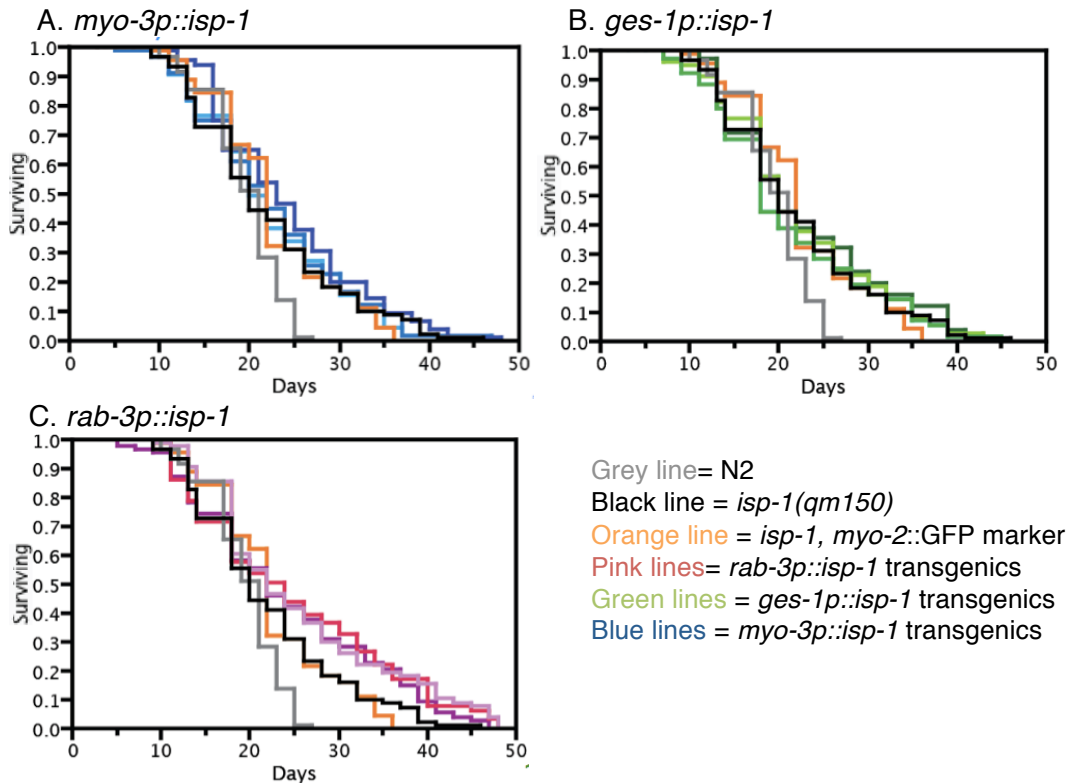 A. myo-3p::isp-1
B. ges-1p::isp-1
1.0
0.9
0.8
0.7
0.6
0.5
0.4
0.3
0.2
0.1
0.0
Surviving
0 10 20 30 40 50
Days
1.0
0.9
0.8
0.7
0.6
0.5
0.4
0.3
0.2
0.1
0.0
Surviving
0 10 20 30 40 50
Days
C. rab-3p::isp-1
1.0
0.9
0.8
0.7
0.6
0.5
0.4
0.3
0.2
0.1
0.0
Surviving
0 10 20 30 40 50
Days
Grey line= N2
Black line = isp-1(qm150)
Orange line = isp-1, myo-2::GFP marker
Pink lines= rab-3p::isp-1 transgenics
Green lines = ges-1p::isp-1 transgenics
Blue lines = myo-3p::isp-1 transgenics